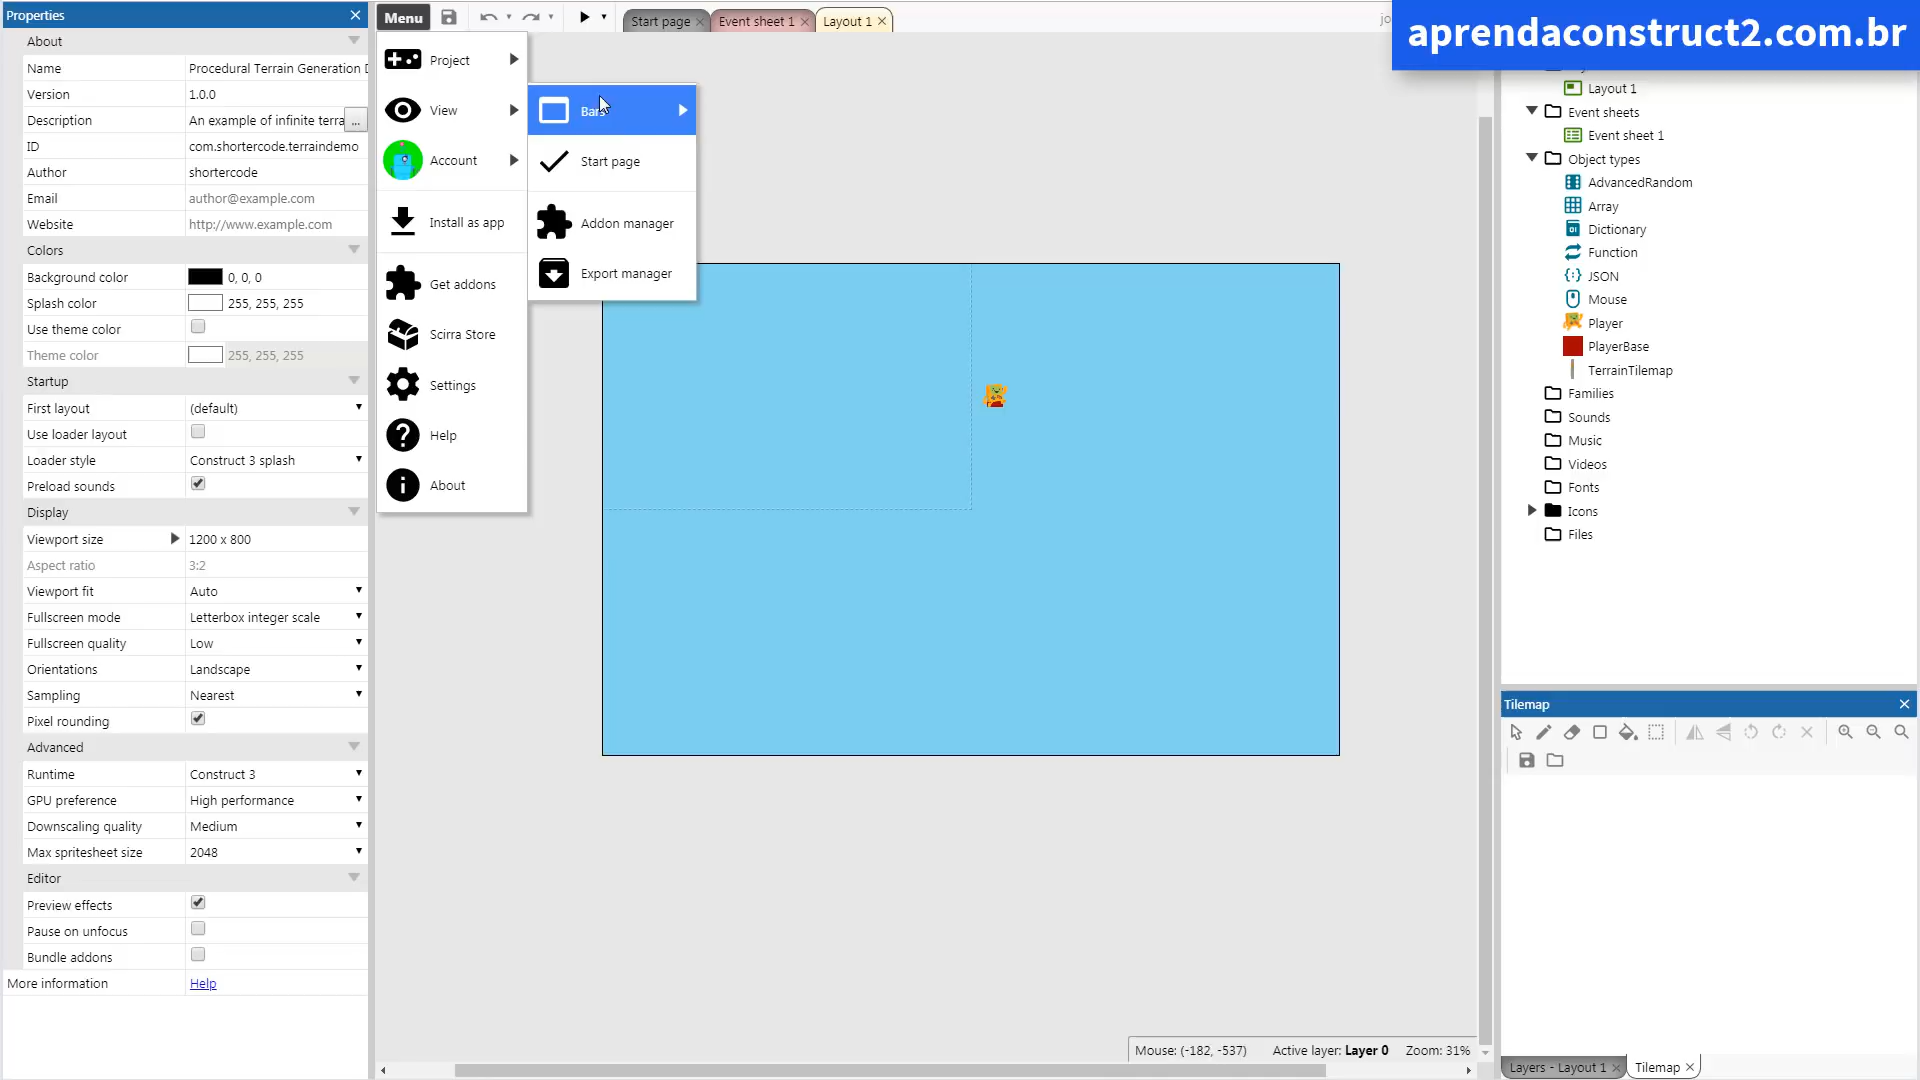 Properties
About
Name
Procedural Terrain Generation D
Version
1.0.0
Description
An example of infinite terra
...
ID
com.shortercode.terraindemo
Author
shortercode
Email
author@example.com
Website
http://www.example.com
Colors
Background color
0, 0, 0
Splash color
255, 255, 255
Use theme color
Theme color
255, 255, 255
Startup
First layout
(default)
Use loader layout
Loader style
Construct 3 splash
Preload sounds
Display
Viewport size
1200 x 800
Aspect ratio
3:2
Viewport fit
Auto
Fullscreen mode
Letterbox integer scale
Fullscreen quality
Low
Orientations
Landscape
Sampling
Nearest
Pixel rounding
Advanced
Runtime
Construct 3
GPU preference
High performance
Downscaling quality
Medium
Max spritesheet size
2048
Editor
Preview effects
Pause on unfocus
Bundle addons
More information
Help
Menu
Start page
Event sheet 1
Layout 1
Project
View
Account
Install as app
Get addons
Scirra Store
Settings
Help
About
Start page
Addon manager
Export manager
aprendaconstruct2.com.br
Layout 1
Event sheets
Event sheet 1
Object types
AdvancedRandom
Array
Dictionary
Function
JSON
Mouse
Player
PlayerBase
TerrainTilemap
Families
Sounds
Music
Videos
Fonts
Icons
Files
Tilemap
Mouse: (-182, -537)
Active layer: Layer 0
Zoom: 31%
Layers - Layout 1
Tilemap